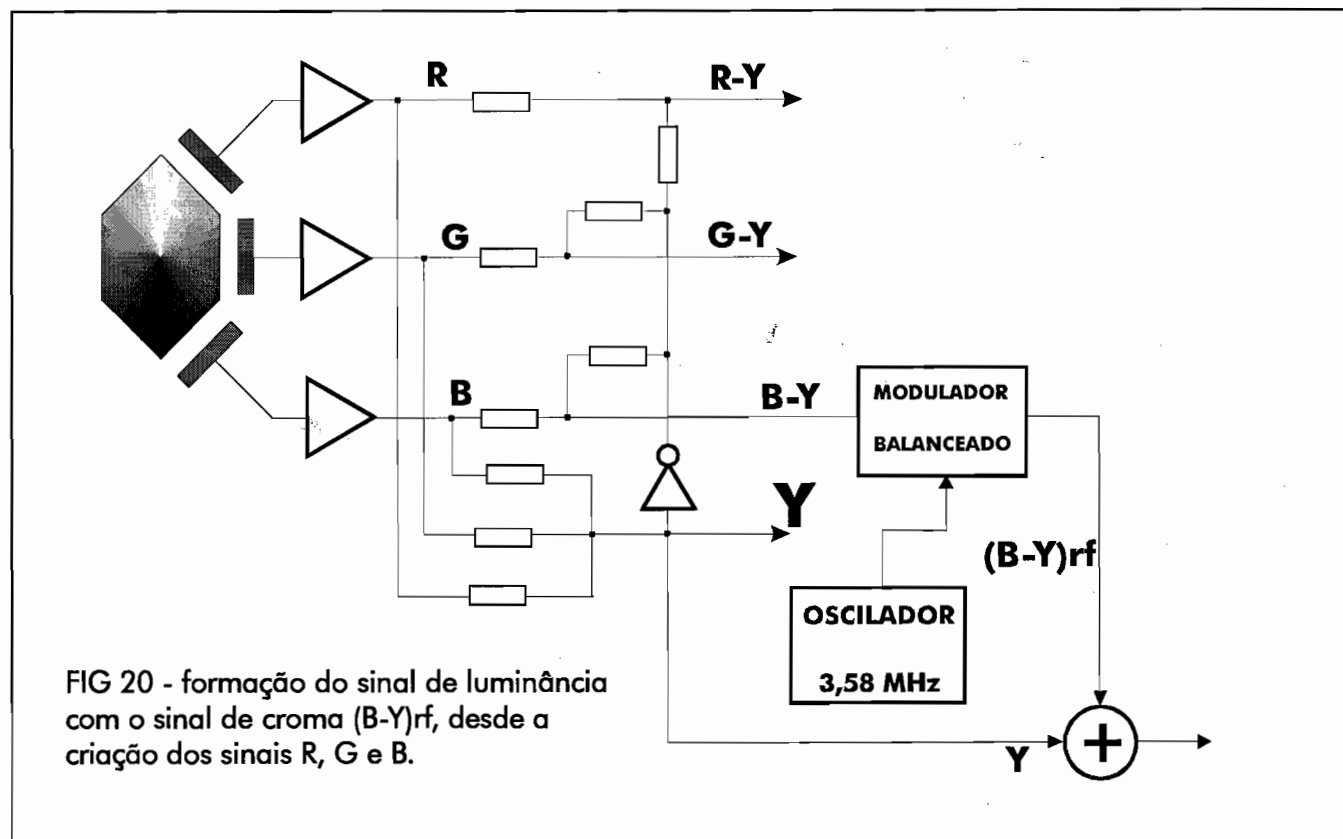 R
R-Y
G
G-Y
B
B-Y
MODULADOR
BALANCEADO
Y
(B-Y)rf
OSCILADOR
3,58 MHz
FIG 20 - formação do sinal de luminância
com o sinal de croma (B-Y)rf, desde a
criação dos sinais R, G e B.
+
Y